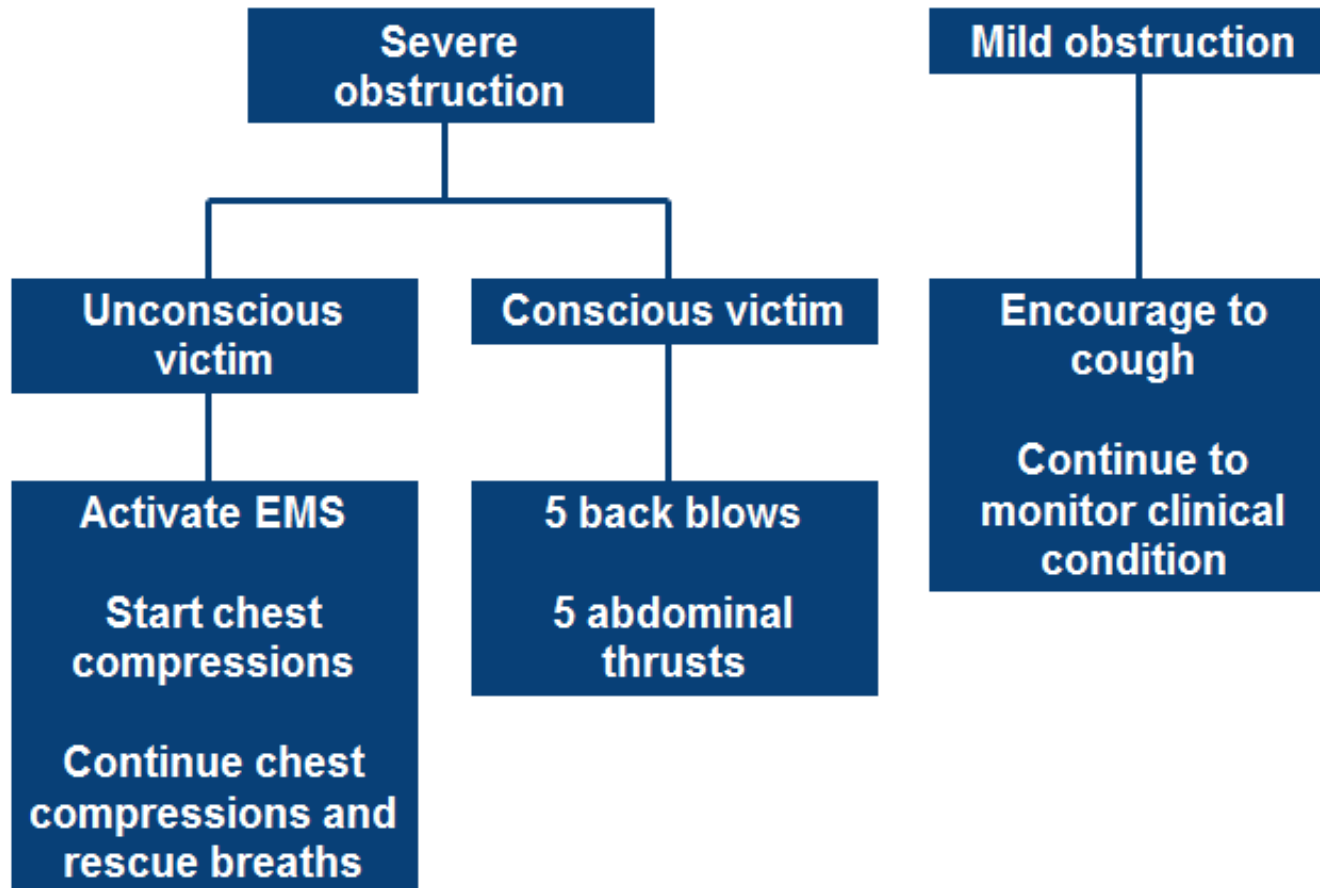 Severe
obstruction
Mild obstruction
Unconscious
victim
Conscious victim
Encourage to
cough
Continue to
monitor clinical
condition
Activate EMS
Start chest
compressions
Continue chest
compressions and
rescue breaths
5 back blows
5 abdominal
thrusts